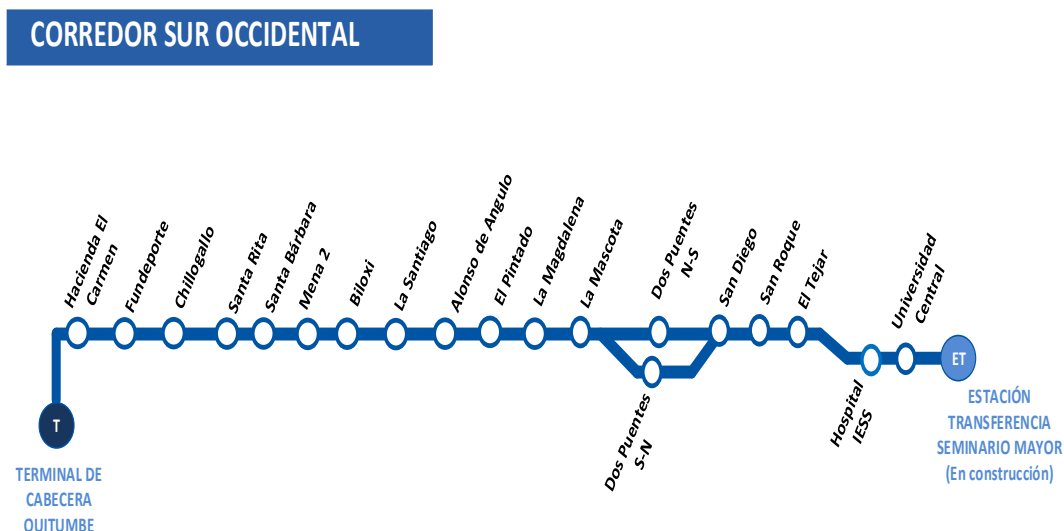 CORREDOR SUR OCCIDENTAL
Hacienda El
Carmen
Fundeporte
Chillogallo
Santa Rita
Santa Bárbara
Mena 2
Biloxi
La Santiago
Alonso de Angulo
El Pintado
La Magdalena
La Mascota
Dos Puentes
N-S
Dos Puentes
S-N
San Diego
San Roque
El Tejar
Hospital
IESS
Universidad
Central
T
TERMINAL DE
CABECERA
QUITUMBE
ET
ESTACIÓN
TRANSFERENCIA
SEMINARIO MAYOR
(En construcción)